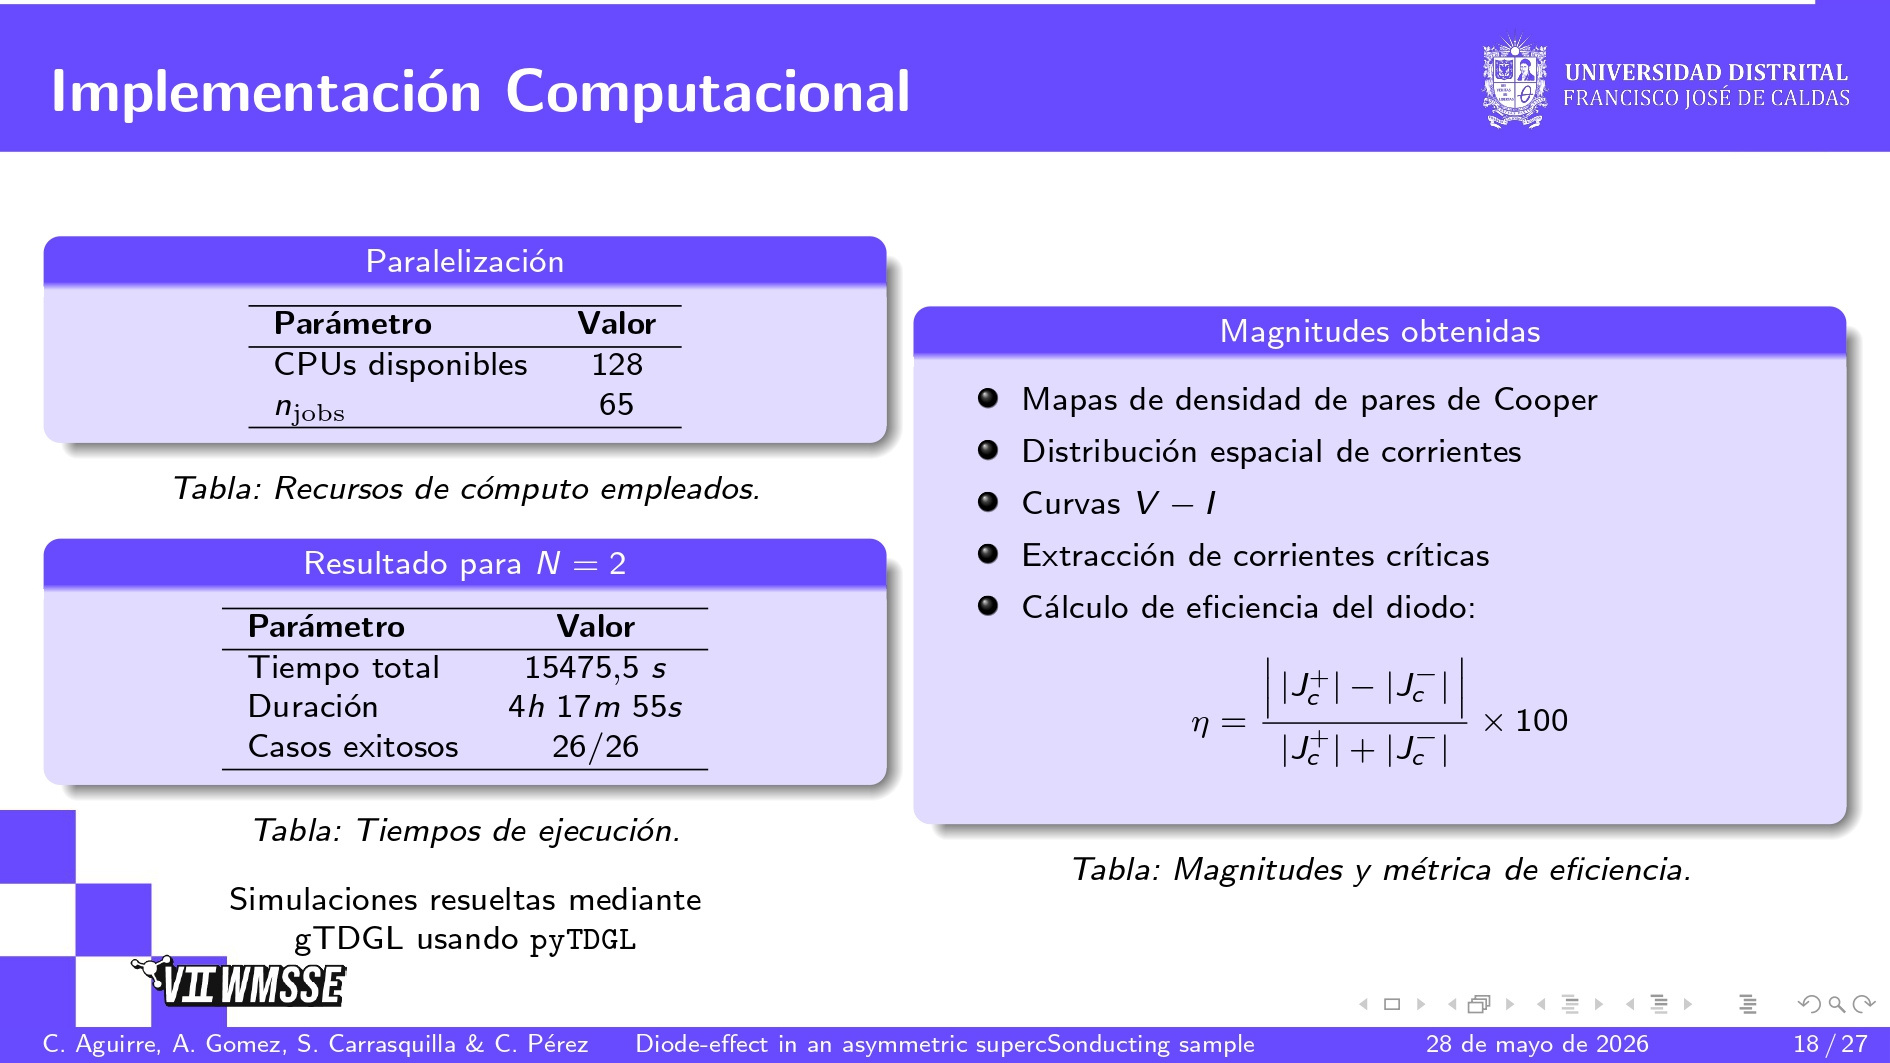 Implementación Computacional
UNIVERSIDAD DISTRITAL
FRANCISCO JOSÉ DE CALDAS
Paralelización
Parámetro Valor
CPUs disponibles 128
n_jobs 65
Tabla: Recursos de cómputo empleados.
Resultado para N = 2
Parámetro Valor
Tiempo total 15475,5 s
Duración 4h 17m 55s
Casos exitosos 26/26
Tabla: Tiempos de ejecución.
Simulaciones resueltas mediante
gTDGL usando pyTDGL
Magnitudes obtenidas
Mapas de densidad de pares de Cooper
Distribución espacial de corrientes
Curvas V − I
Extracción de corrientes críticas
Cálculo de eficiencia del diodo:
η = | |J_c^+| − |J_c^−| | / (|J_c^+| + |J_c^−|) × 100
Tabla: Magnitudes y métrica de eficiencia.
VII WMSSE
C. Aguirre, A. Gomez, S. Carrasquilla & C. Pérez Diode-effect in an asymmetric supercSonducting sample 28 de mayo de 2026 18 / 27